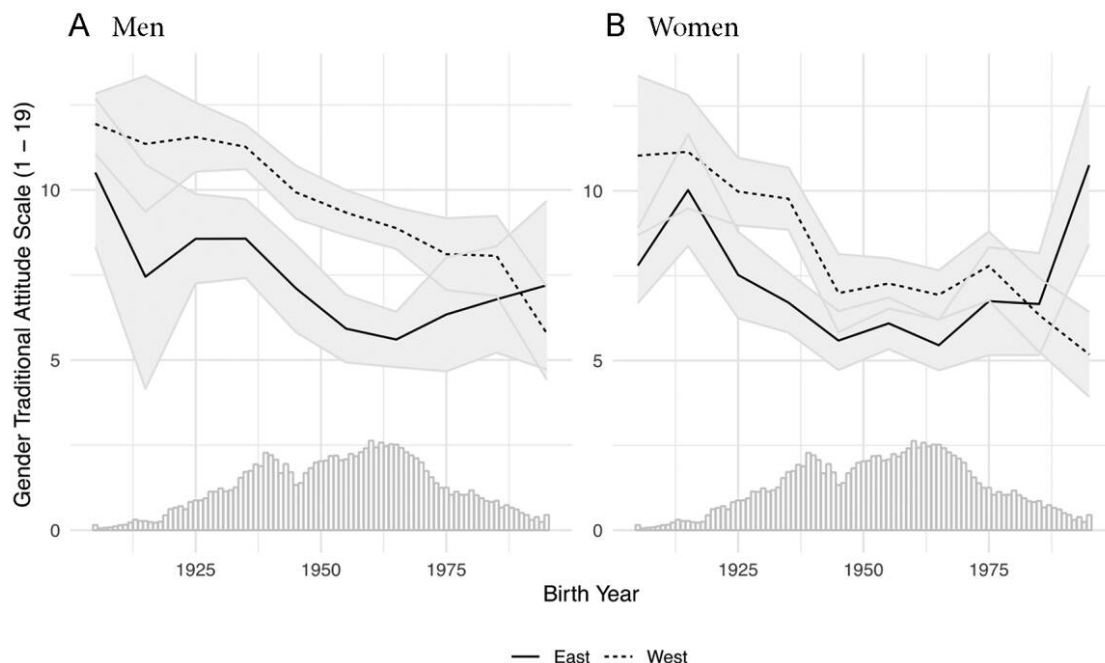 A Men
B Women
Gender Traditional Attitude Scale (1 – 19)
10
5
0
10
5
0
1925 1950 1975
1925 1950 1975
Birth Year
East West